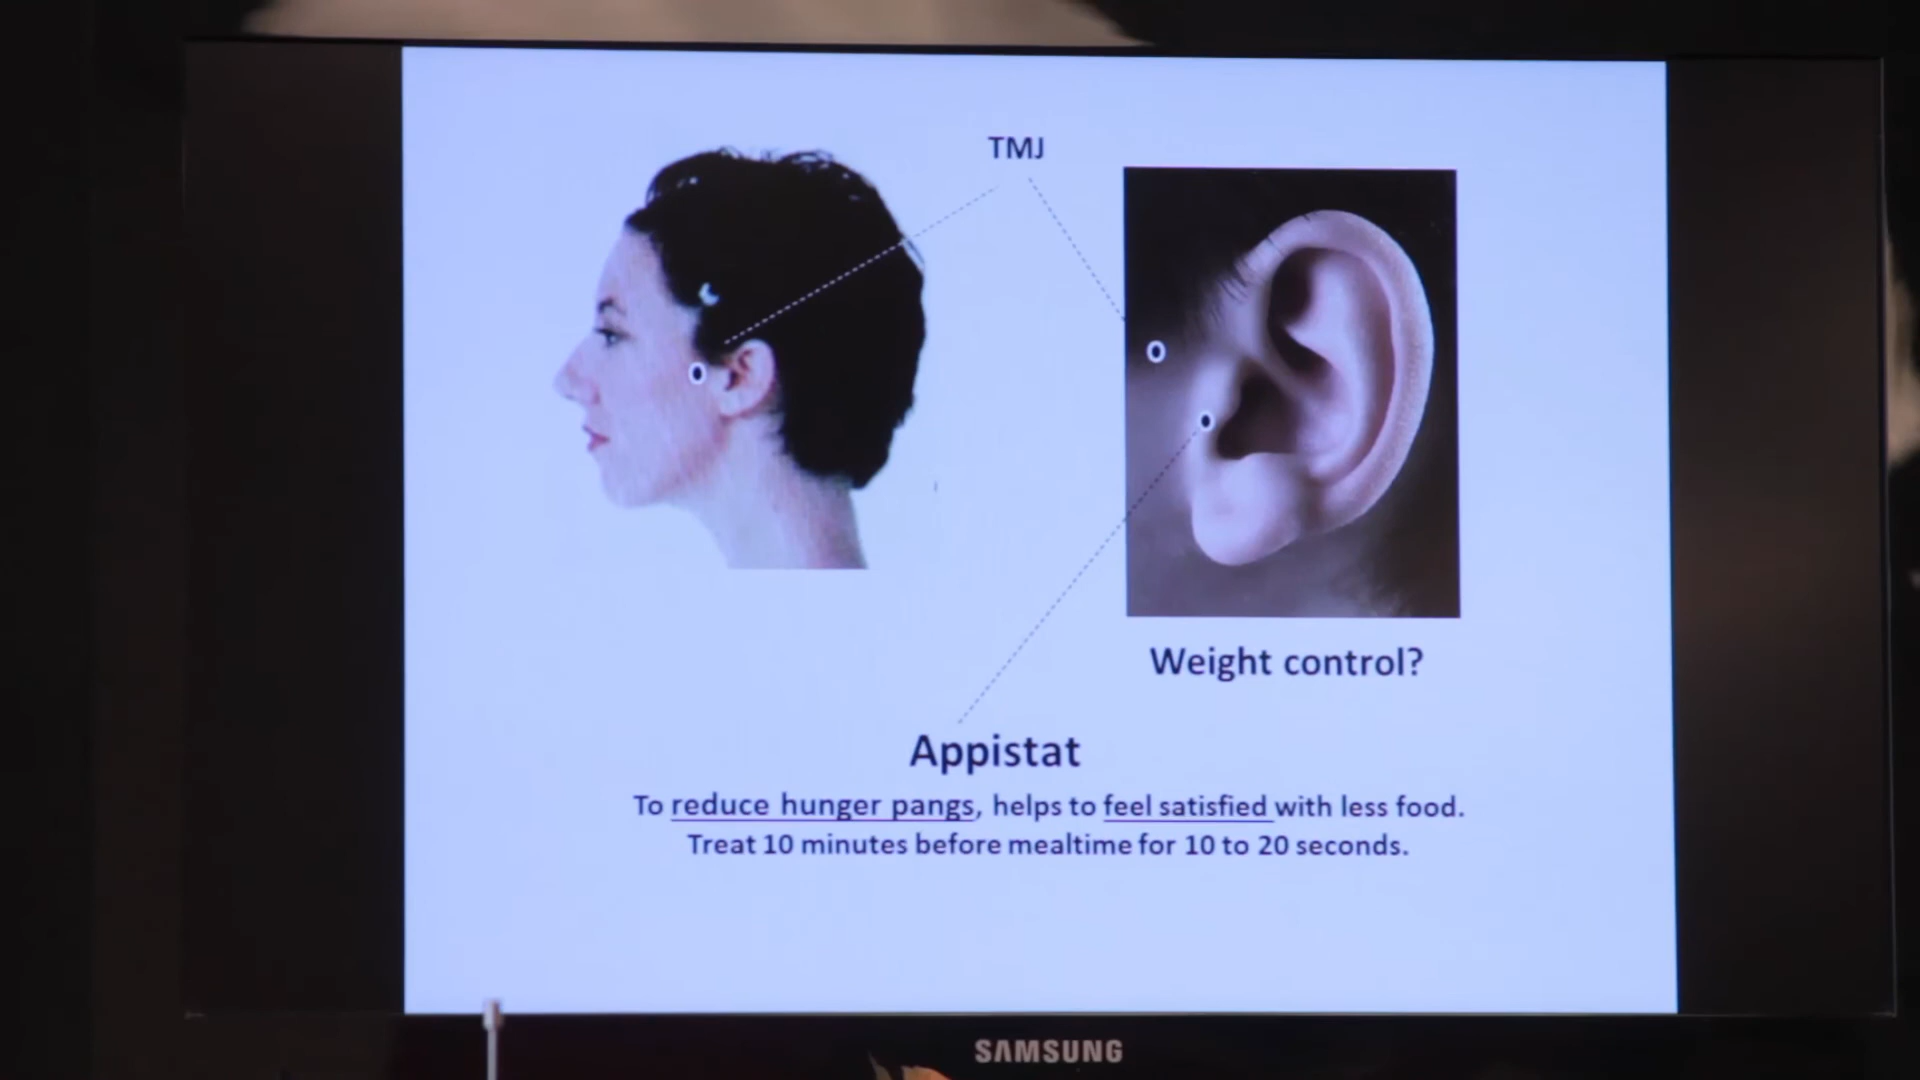 TMJ
Weight control?
Appistat
To reduce hunger pangs, helps to feel satisfied with less food.
Treat 10 minutes before mealtime for 10 to 20 seconds.
SAMSUNG